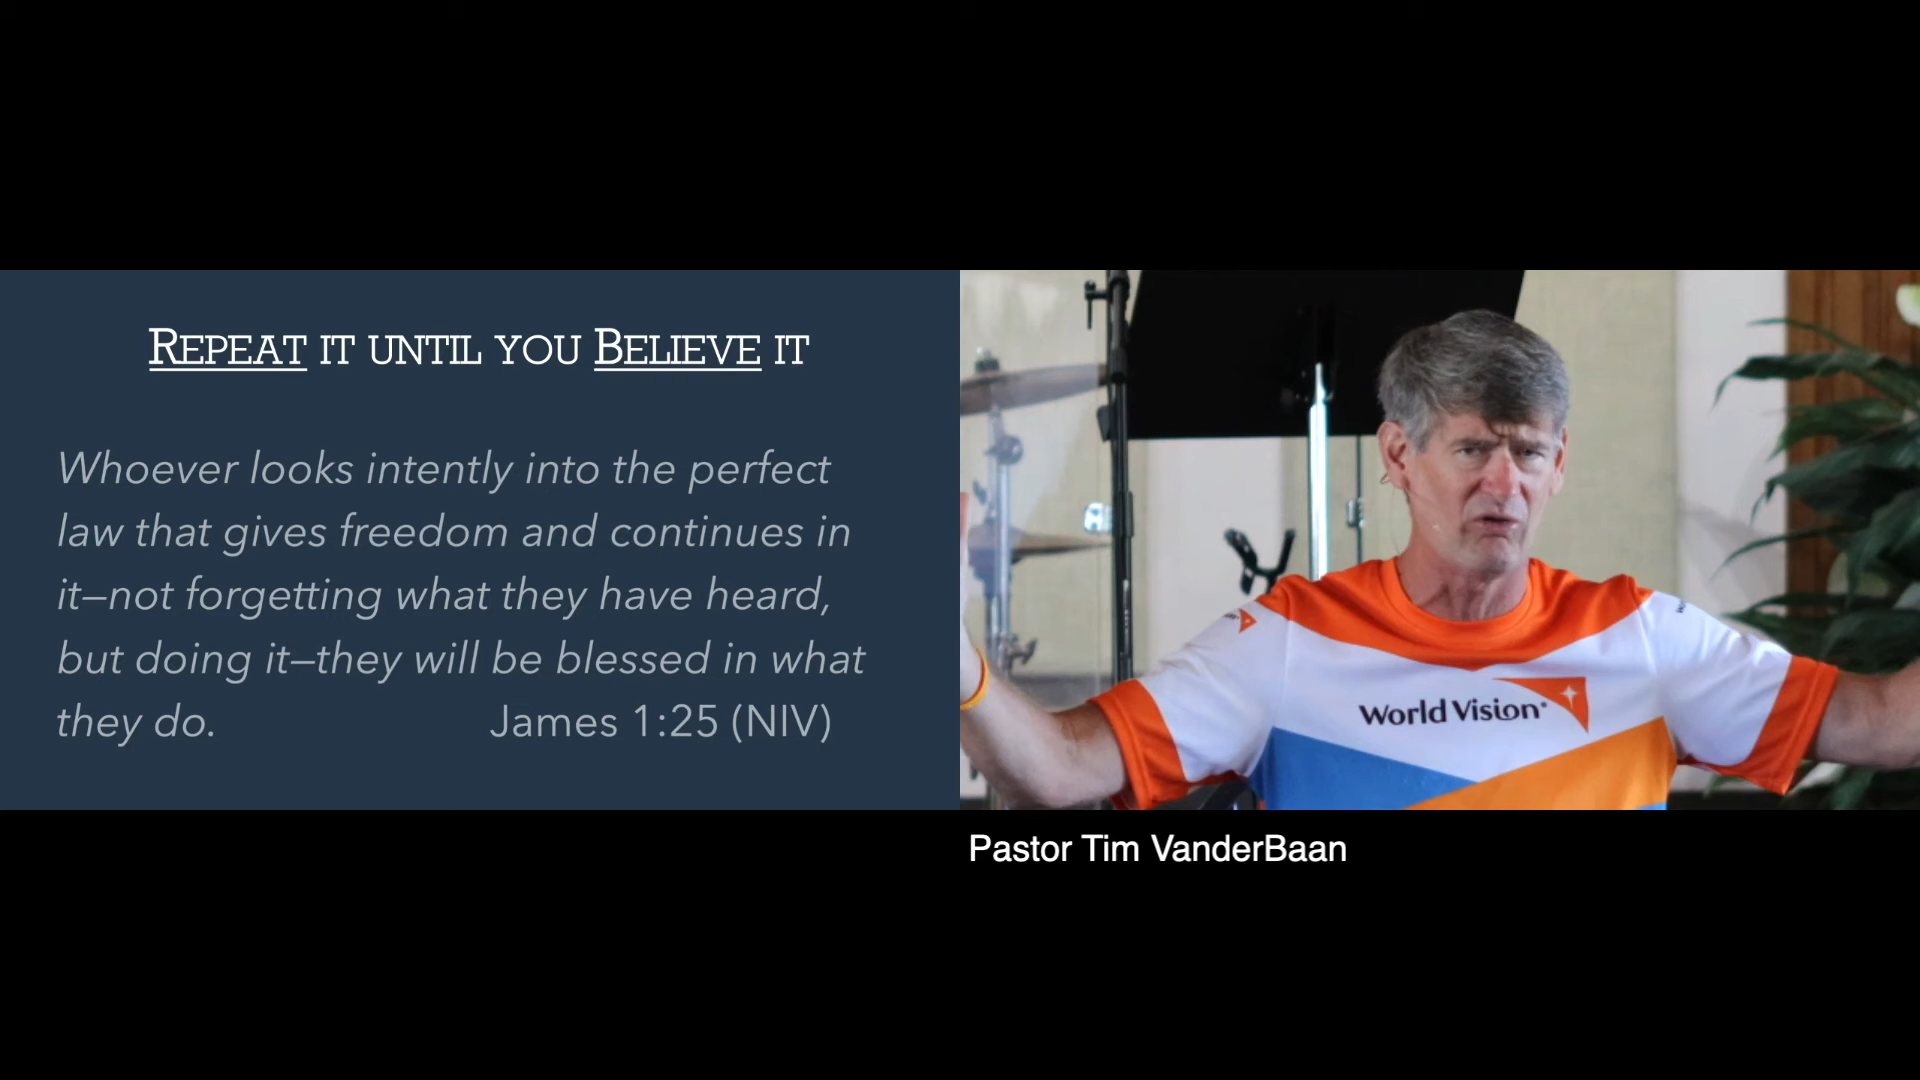 REPEAT IT UNTIL YOU BELIEVE IT
Whoever looks intently into the perfect
law that gives freedom and continues in
it—not forgetting what they have heard,
but doing it—they will be blessed in what
they do. James 1:25 (NIV)
World Vision®
Pastor Tim VanderBaan